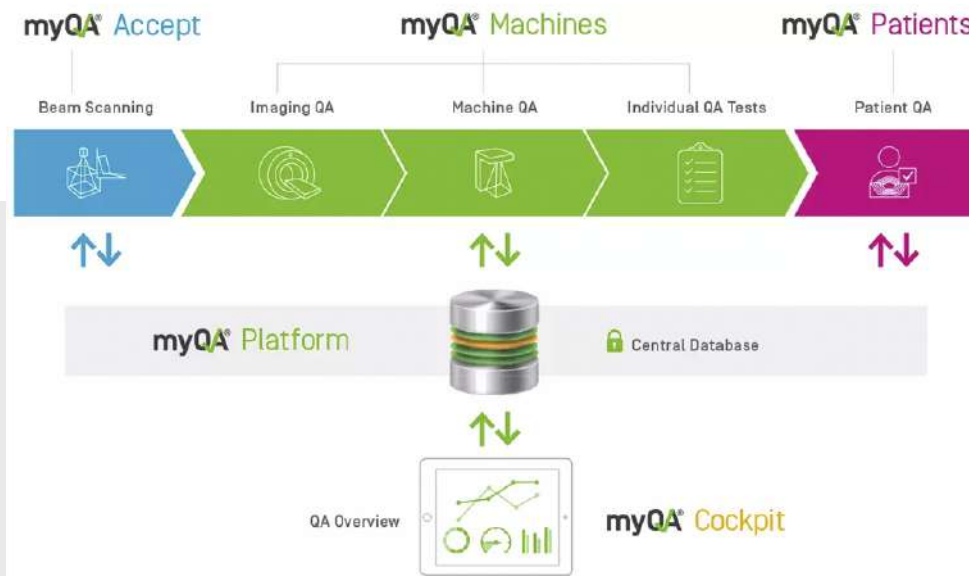 myQA® Accept
myQA® Machines
myQA® Patients
Beam Scanning
Imaging QA
Machine QA
Individual QA Tests
Patient QA
myQA® Platform
Central Database
QA Overview
myQA® Cockpit